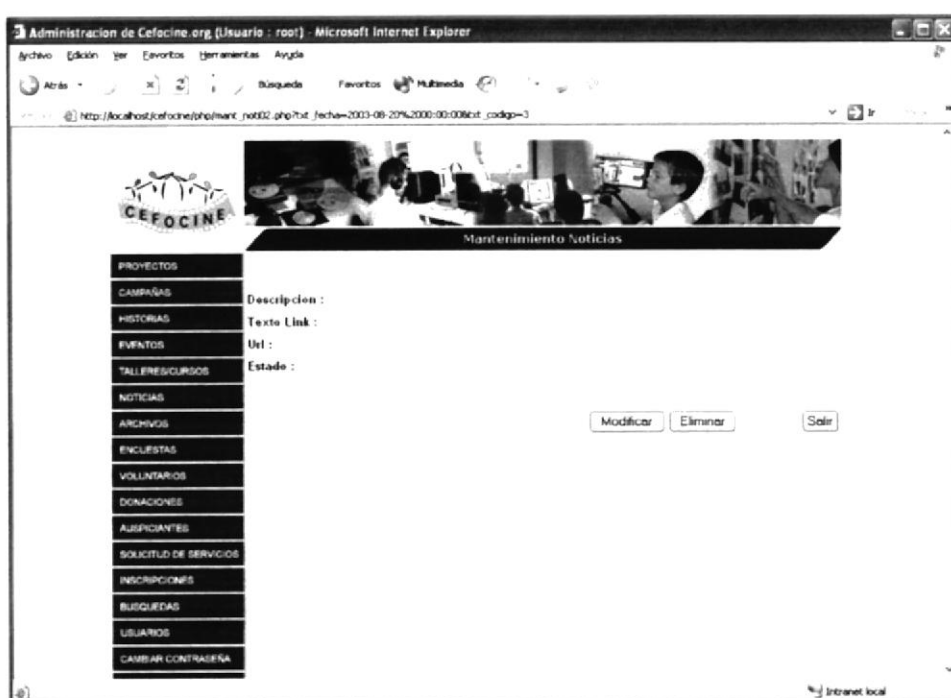 Administracion de Cefocine.org (Usuario : root) - Microsoft Internet Explorer
Archivo Edición Ver Favoritos Herramientas Ayuda
Atrás Búsqueda Favoritos Multimedia
http://localhost/cefocine/php/mant_noti02.php?txt_fecha=2003-08-20%2000:00:00&txt_codigo=3 Ir
CEFOCINE
Mantenimiento Noticias
PROYECTOS
CAMPAÑAS
HISTORIAS
EVENTOS
TALLERES/CURSOS
NOTICIAS
ARCHIVOS
ENCUESTAS
VOLUNTARIOS
DONACIONES
AUSPICIANTES
SOLICITUD DE SERVICIOS
INSCRIPCIONES
BUSQUEDAS
USUARIOS
CAMBIAR CONTRASEÑA
Descripcion :
Texto Link :
Url :
Estado :
Modificar Eliminar Salir
Intranet local